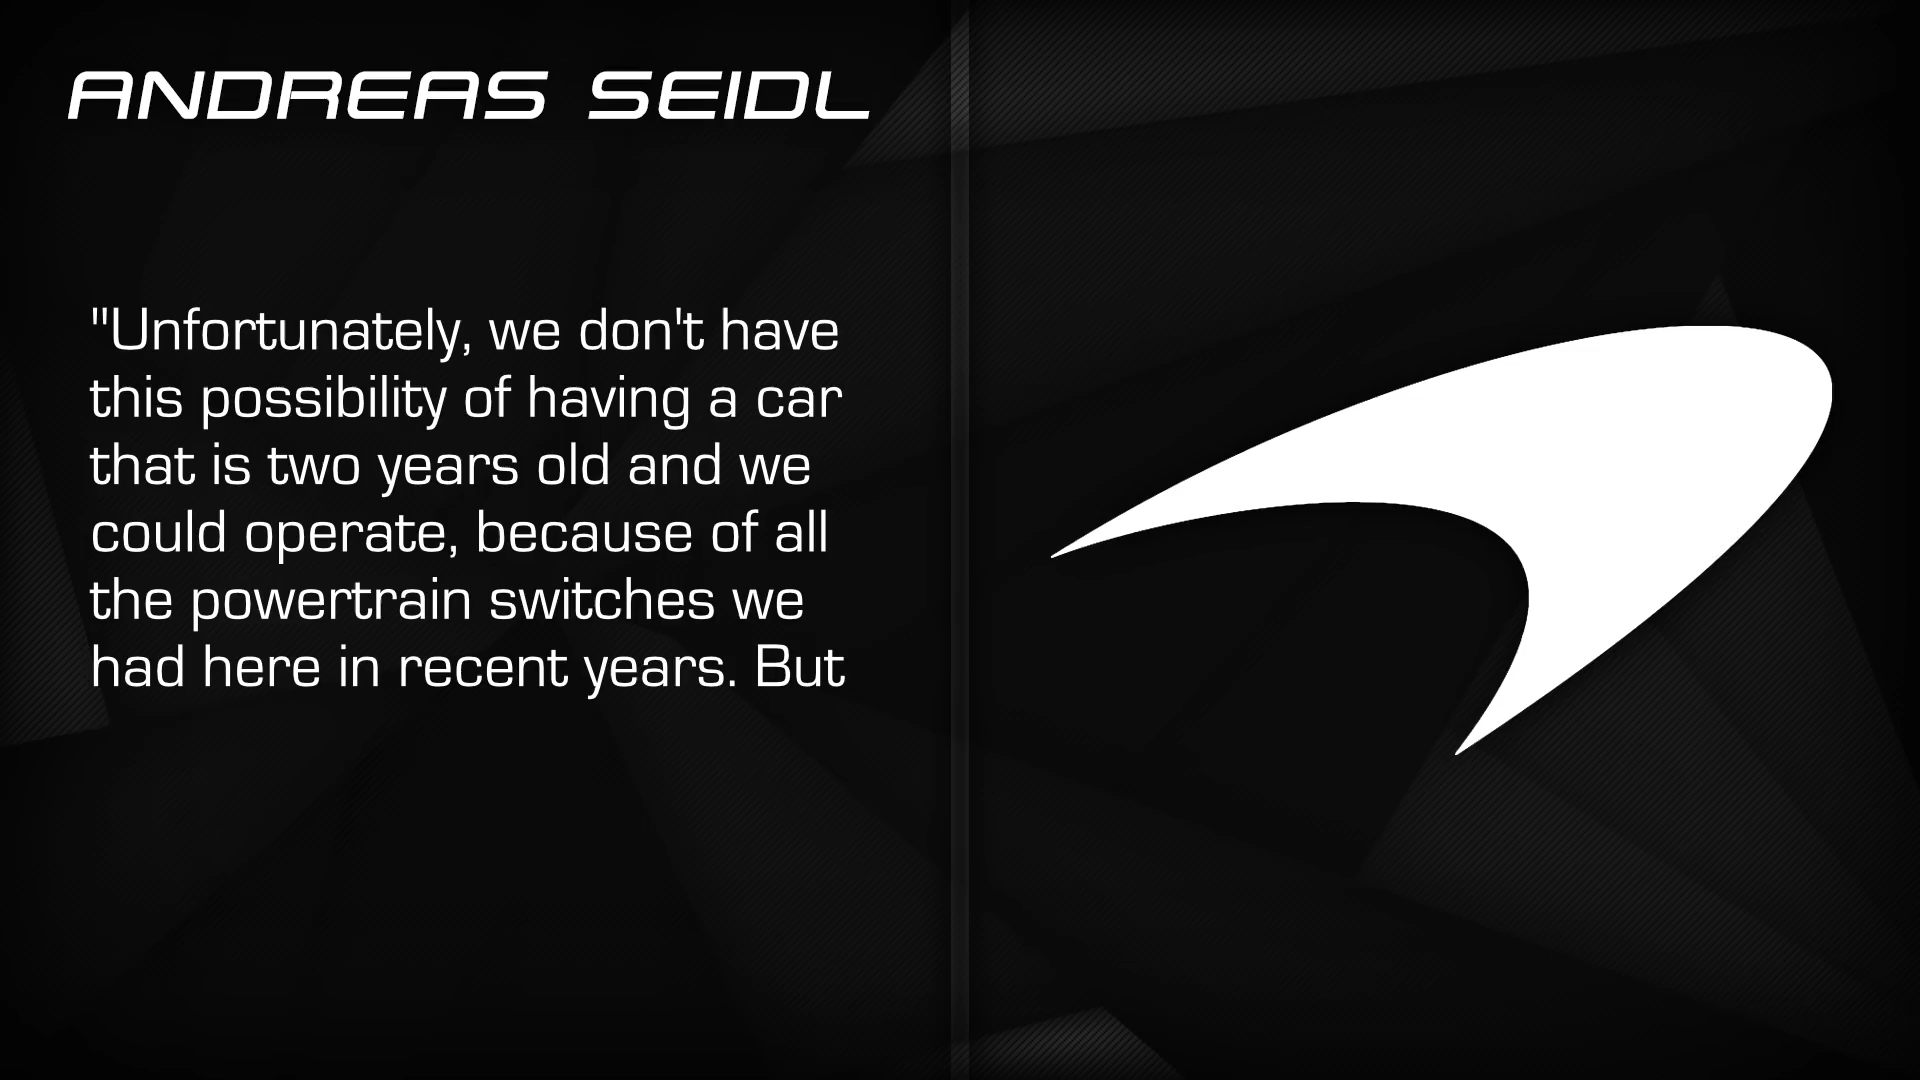 ANDREAS SEIDL
"Unfortunately, we don't have
this possibility of having a car
that is two years old and we
could operate, because of all
the powertrain switches we
had here in recent years. But